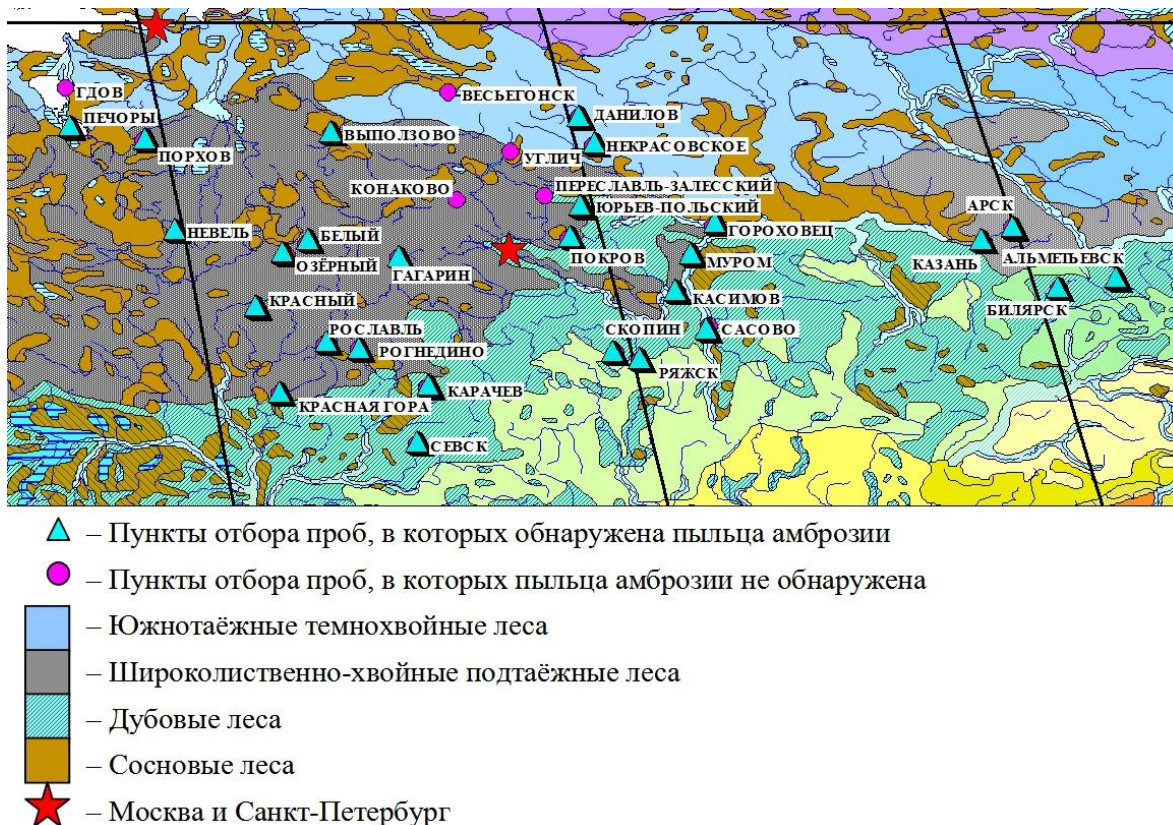 ГДОВ
ВЕСЬЕГОНСК
ПЕЧОРЫ
ДАНИЛОВ
ВЫПОЛЗОВО
НЕКРАСОВСКОЕ
ПОРХОВ
УГЛИЧ
КОНАКОВО
ПЕРЕСЛАВЛЬ-ЗАЛЕССКИЙ
ЮРЬЕВ-ПОЛЬСКИЙ
АРСК
НЕВЕЛЬ
БЕЛЫЙ
ГОРОХОВЕЦ
ОЗЁРНЫЙ
ПОКРОВ
МУРОМ
КАЗАНЬ
АЛЬМЕТЬЕВСК
ГАГАРИН
КРАСНЫЙ
КАСИМОВ
БИЛЯРСК
РОСЛАВЛЬ
СКОПИН
САСОВО
РОГНЕДИНО
РЯЖСК
КАРАЧЕВ
КРАСНАЯ ГОРА
СЕВСК
– Пункты отбора проб, в которых обнаружена пыльца амброзии
– Пункты отбора проб, в которых пыльца амброзии не обнаружена
– Южнотаёжные темнохвойные леса
– Широколиственно-хвойные подтаёжные леса
– Дубовые леса
– Сосновые леса
– Москва и Санкт-Петербург